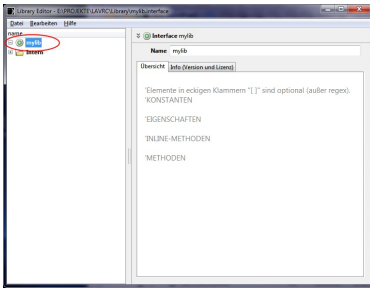 Library Editor - E:\PROJEKTE\LAVRC\Library\mylib.interface
Datei Bearbeiten Hilfe
name
mylib
Intern
Interface mylib
Name mylib
Übersicht Info (Version und Lizenz)
'Elemente in eckigen Klammern "[ ]" sind optional (außer regex).
'KONSTANTEN
'EIGENSCHAFTEN
'INLINE-METHODEN
'METHODEN